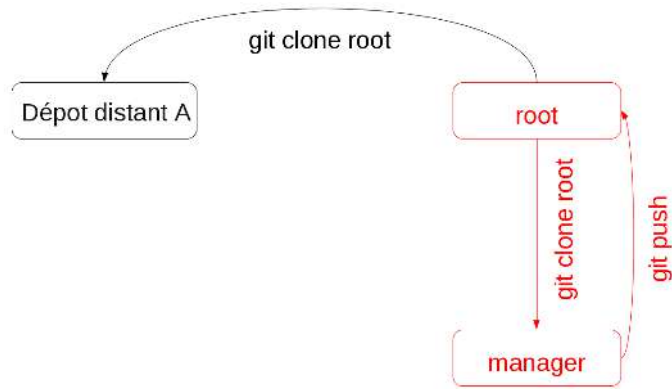 git clone root
Dépot distant A
root
git clone root
git push
manager